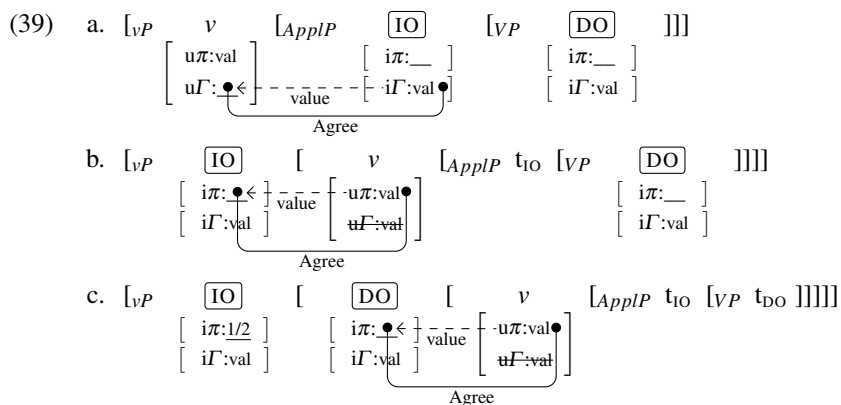 (39) a. [vP v [ApplP IO [VP DO ]]]
[ uπ:val [ iπ:__ ] [ iπ:__ ]
uΓ:__ ] value [ iΓ:val ] [ iΓ:val ]
Agree
b. [vP IO [ v [ApplP tIO [VP DO ]]]]
[ iπ:__ ] value [ uπ:val [ iπ:__ ]
[ iΓ:val ] uΓ:val ] [ iΓ:val ]
Agree
c. [vP IO [ DO [ v [ApplP tIO [VP tDO ]]]]]
[ iπ:1/2 ] [ iπ:__ ] value [ uπ:val
[ iΓ:val ] [ iΓ:val ] uΓ:val ]
Agree